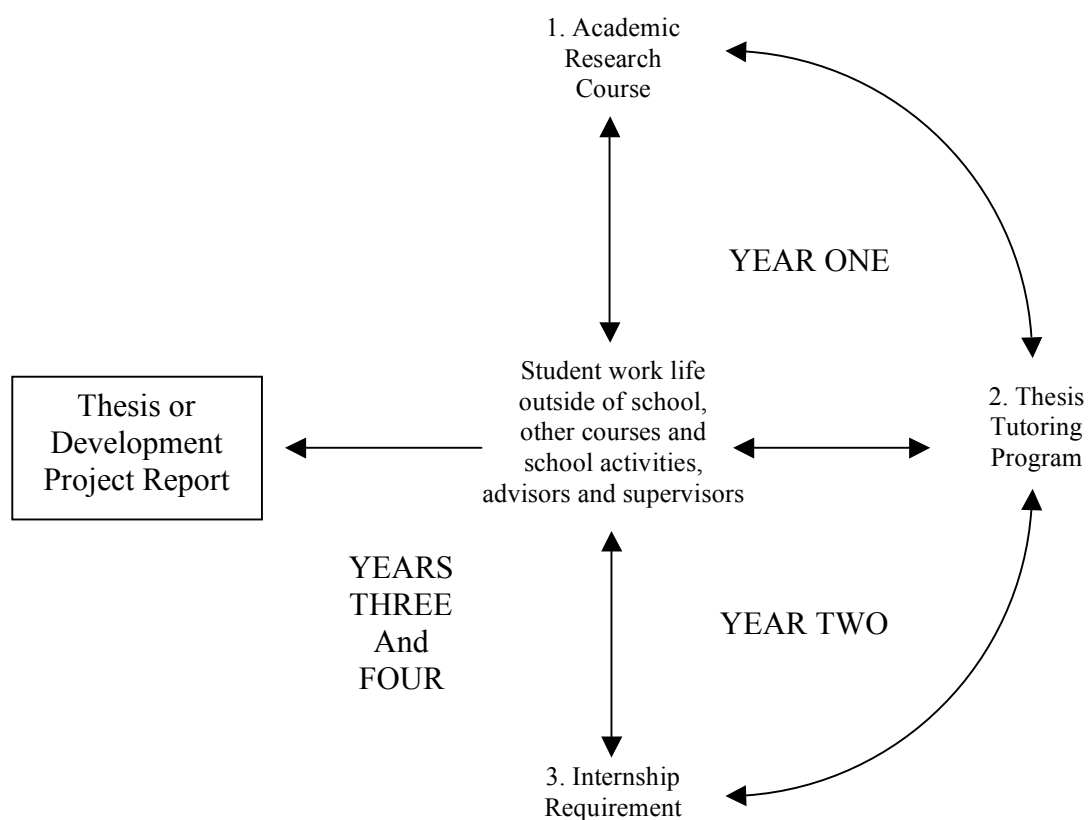 1. Academic
Research
Course
YEAR ONE
Student work life
outside of school,
other courses and
school activities,
advisors and supervisors
Thesis or
Development
Project Report
2. Thesis
Tutoring
Program
YEARS
THREE
And
FOUR
YEAR TWO
3. Internship
Requirement